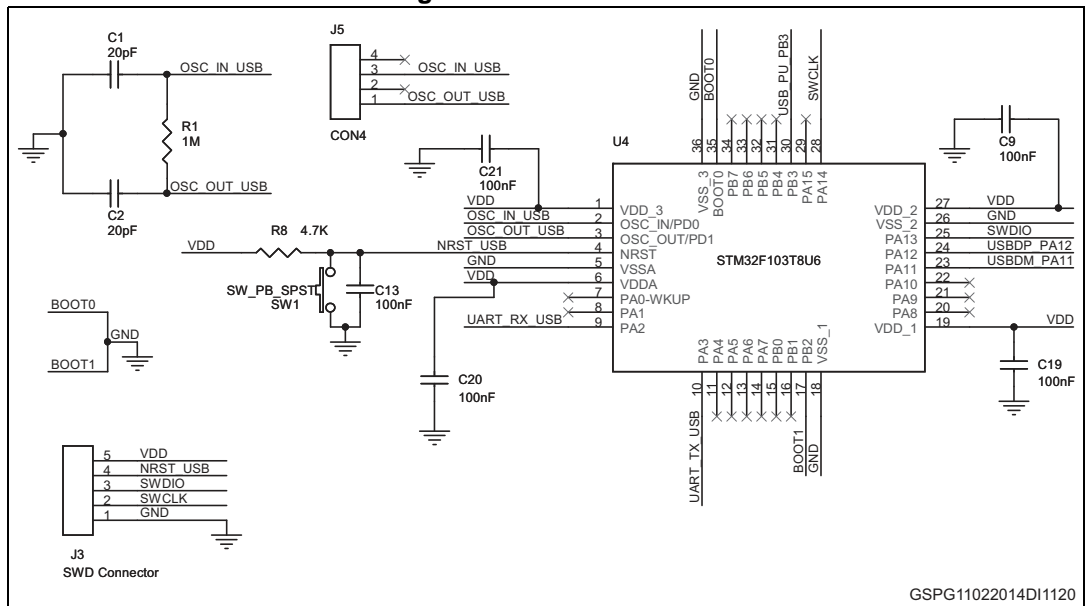 C1
20pF
OSC_IN_USB
R1
1M
OSC_OUT_USB
C2
20pF
J5
4
3
2
1
OSC_IN_USB
OSC_OUT_USB
CON4
GND
BOOT0
USB_PU_PB3
SWCLK
36
35
34
33
32
31
30
29
28
VSS_3
BOOT0
PB7
PB6
PB5
PB4
PB3
PA15
PA14
U4
C9
100nF
C21
100nF
VDD
OSC_IN_USB
OSC_OUT_USB
NRST_USB
GND
VDD
UART_RX_USB
1
2
3
4
5
6
7
8
9
VDD_3
OSC_IN/PD0
OSC_OUT/PD1
NRST
VSSA
VDDA
PA0-WKUP
PA1
PA2
STM32F103T8U6
VDD_2
VSS_2
PA13
PA12
PA11
PA10
PA9
PA8
VDD_1
27
26
25
24
23
22
21
20
19
VDD
GND
SWDIO
USBDP_PA12
USBDM_PA11
VDD
VDD
R8 4.7K
SW_PB_SPST
SW1
C13
100nF
BOOT0
GND
BOOT1
C20
100nF
C19
100nF
PA3
PA4
PA5
PA6
PA7
PB0
PB1
PB2
VSS_1
10
11
12
13
14
15
16
17
18
UART_TX_USB
BOOT1
GND
5
4
3
2
1
VDD
NRST_USB
SWDIO
SWCLK
GND
J3
SWD Connector
GSPG11022014DI1120